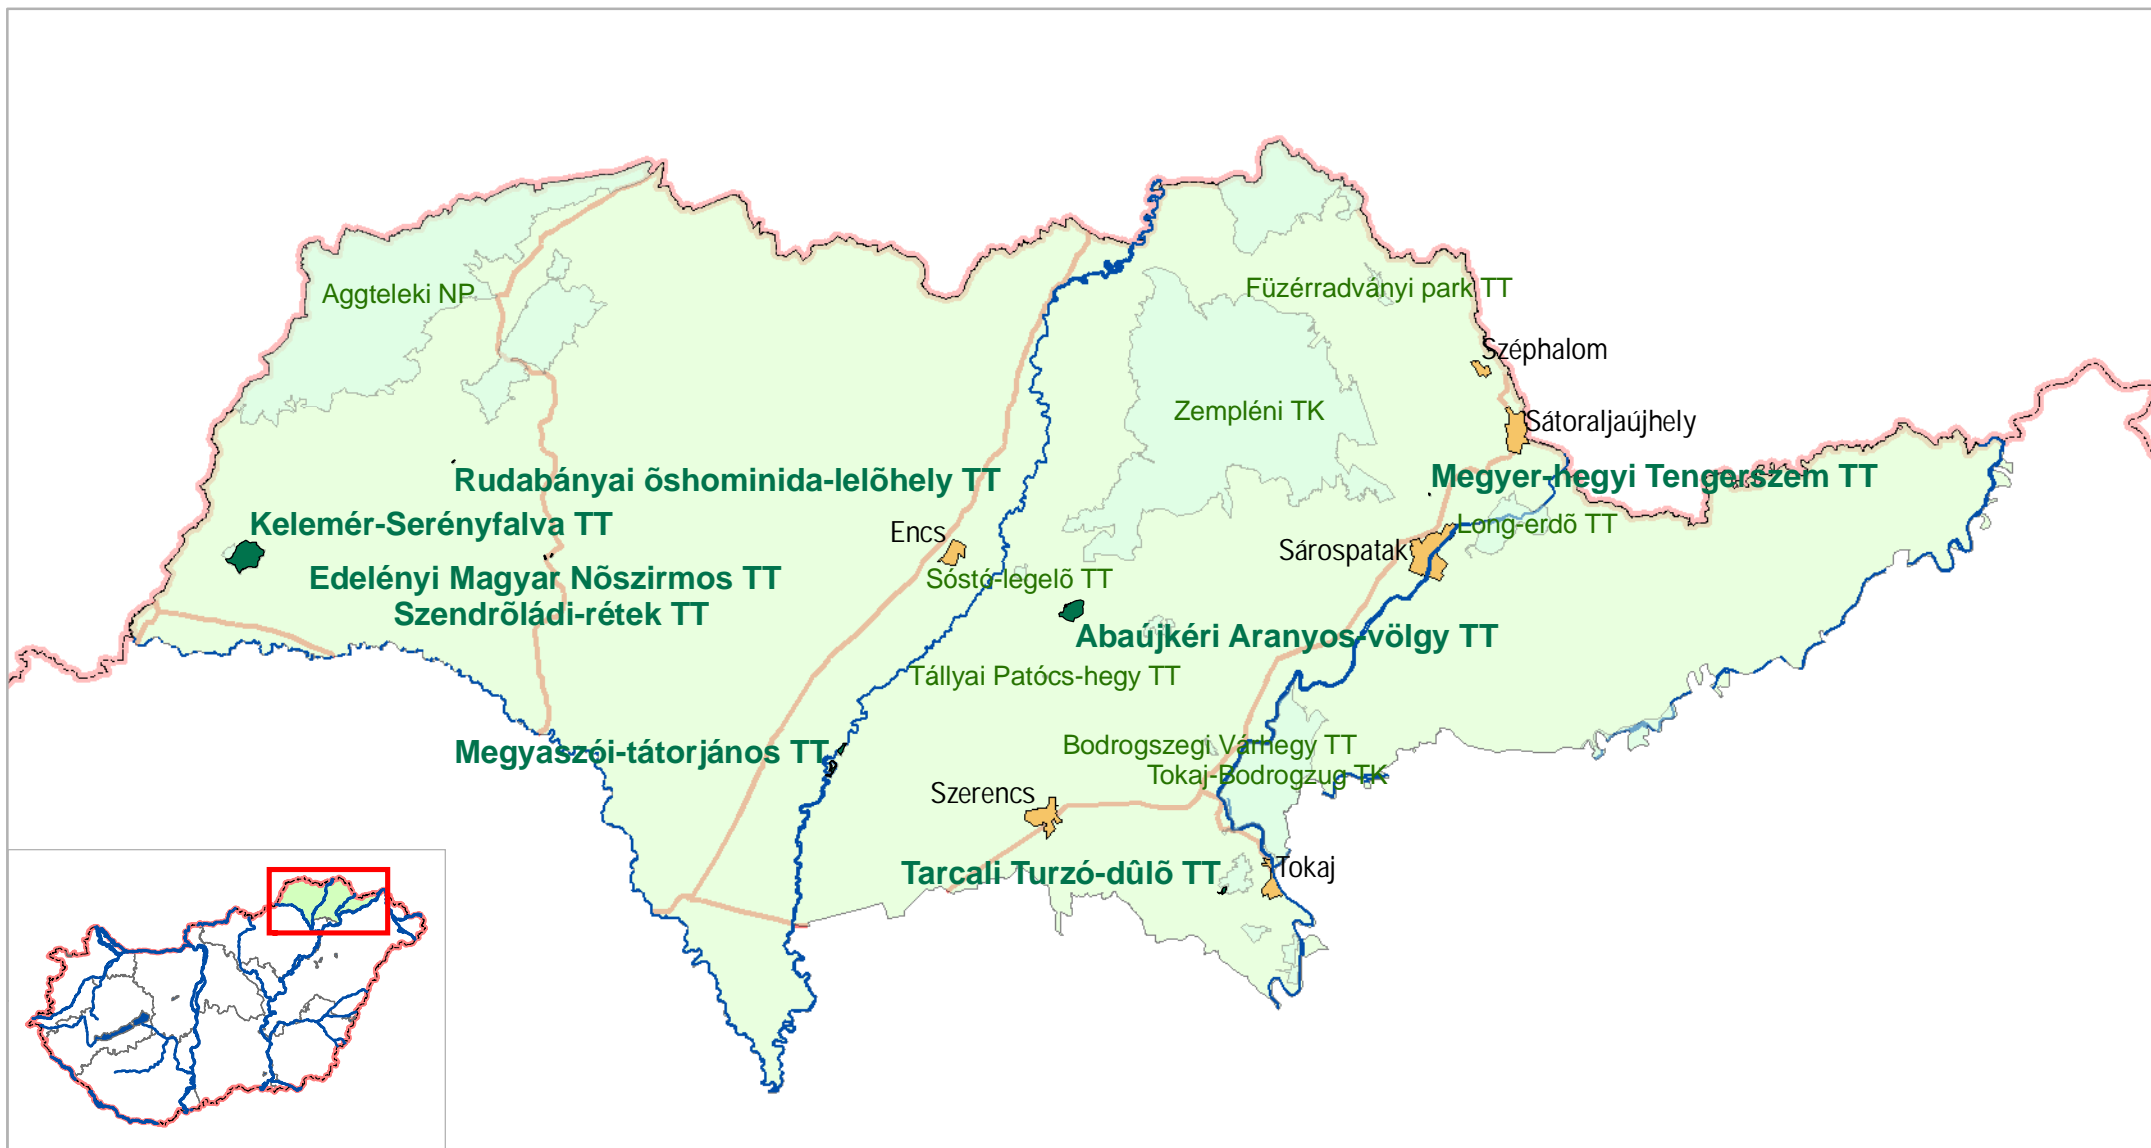 Aggteleki NP
Füzérradványi park TT
Széphalom
Zempléni TK
Sátoraljaújhely
Rudabányai õshominida-lelõhely TT
Megyer-hegyi Tengerszem TT
Kelemér-Serényfalva TT
Long-erdõ TT
Encs
Sárospatak
Edelényi Magyar Nõszirmos TT
Sóstó-legelõ TT
Szendrõládi-rétek TT
Abaújkéri Aranyos-völgy TT
Tállyai Patócs-hegy TT
Megyaszói-tátorjános TT
Bodrogszegi Várhegy TT
Tokaj-Bodrogzug TK
Szerencs
Tarcali Turzó-dûlõ TT
Tokaj